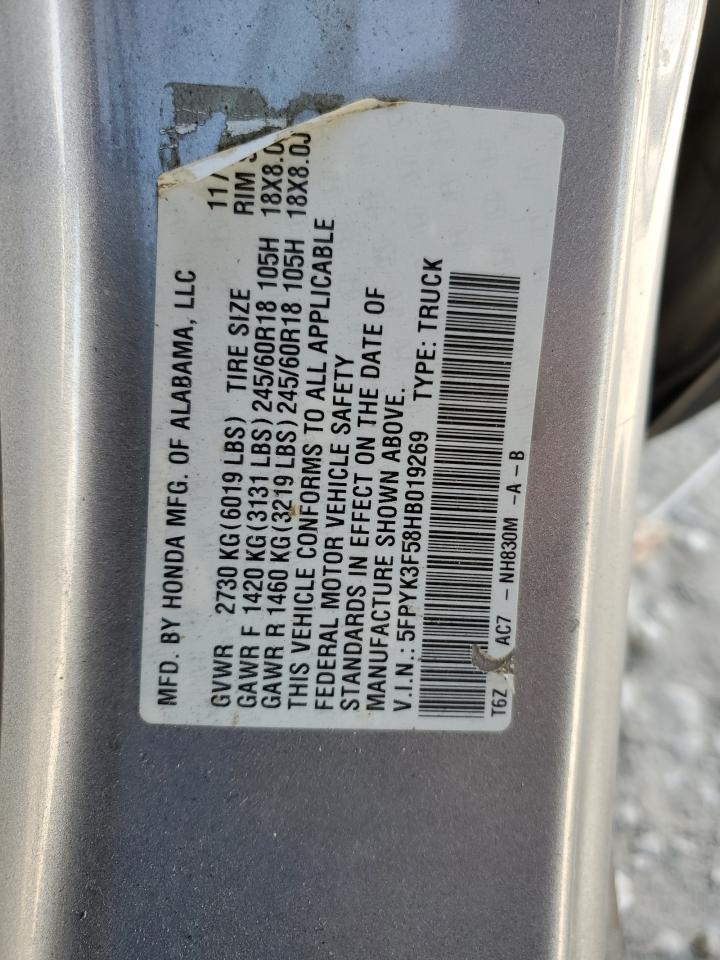 MFD. BY HONDA MFG. OF ALABAMA, LLC 11/
GVWR 2730 KG(6019 LBS) TIRE SIZE RIM
GAWR F 1420 KG(3131 LBS) 245/60R18 105H 18X8.0J
GAWR R 1460 KG(3219 LBS) 245/60R18 105H 18X8.0J
THIS VEHICLE CONFORMS TO ALL APPLICABLE
FEDERAL MOTOR VEHICLE SAFETY
STANDARDS IN EFFECT ON THE DATE OF
MANUFACTURE SHOWN ABOVE.
V.I.N.: 5FPYK3F58HB019269 TYPE: TRUCK
T6Z AC7 - NH830M -A -B